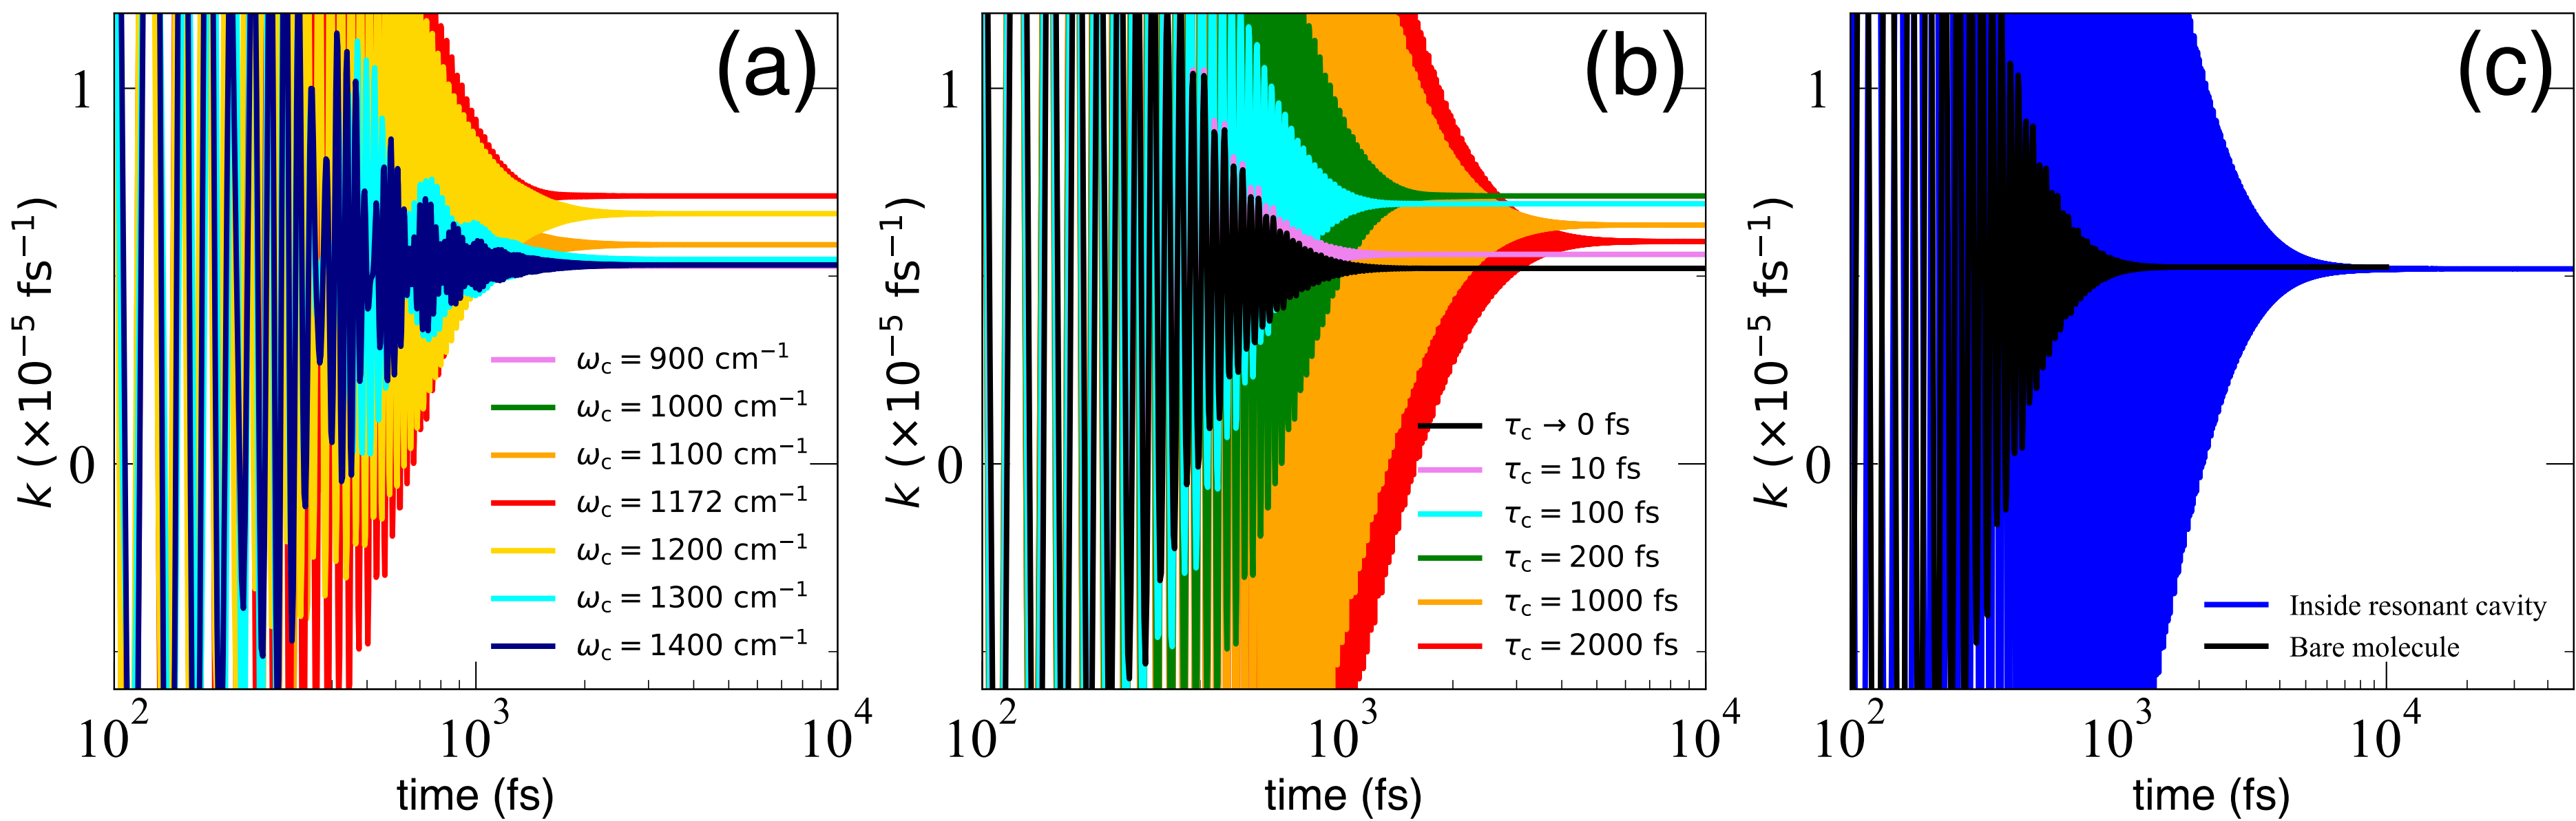 (a)
k (×10⁻⁵ fs⁻¹)
1
0
ω_c = 900 cm⁻¹
ω_c = 1000 cm⁻¹
ω_c = 1100 cm⁻¹
ω_c = 1172 cm⁻¹
ω_c = 1200 cm⁻¹
ω_c = 1300 cm⁻¹
ω_c = 1400 cm⁻¹
10² 10³ 10⁴
time (fs)
(b)
k (×10⁻⁵ fs⁻¹)
1
0
τ_c → 0 fs
τ_c = 10 fs
τ_c = 100 fs
τ_c = 200 fs
τ_c = 1000 fs
τ_c = 2000 fs
10² 10³ 10⁴
time (fs)
(c)
k (×10⁻⁵ fs⁻¹)
1
0
Inside resonant cavity
Bare molecule
10² 10³ 10⁴
time (fs)